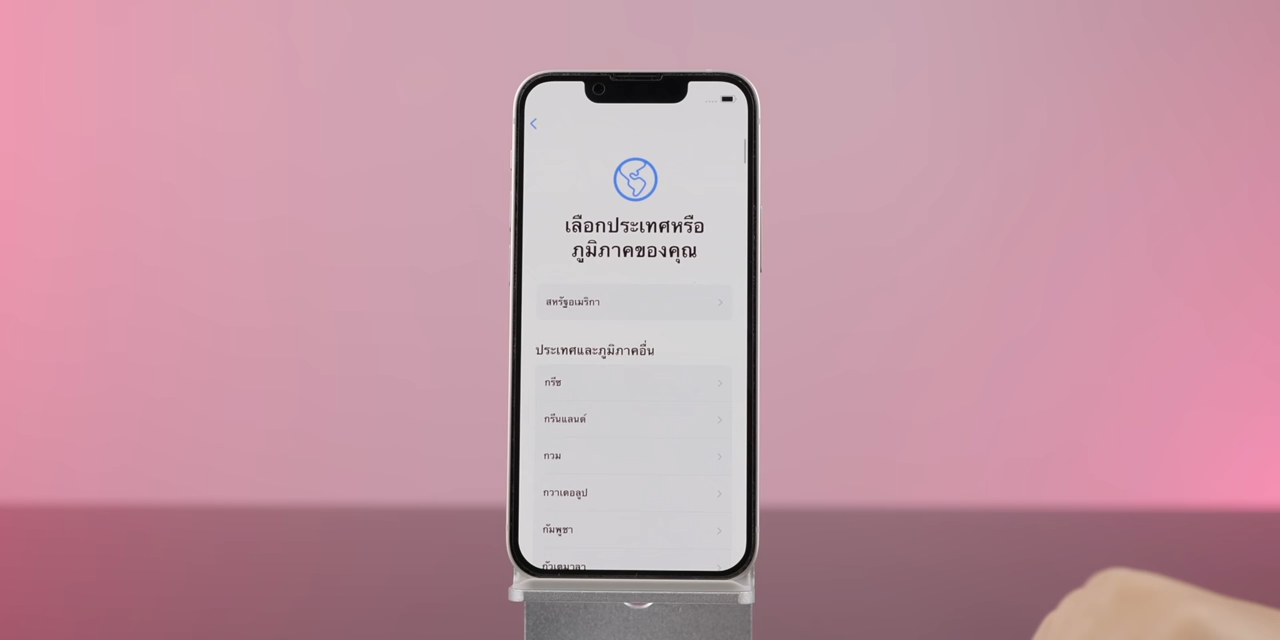 เลือกประเทศหรือ
ภูมิภาคของคุณ
สหรัฐอเมริกา
ประเทศและภูมิภาคอื่น
กรีซ
กรีนแลนด์
กวม
กวาเดอลูป
กัมพูชา
กัวเตมาลา